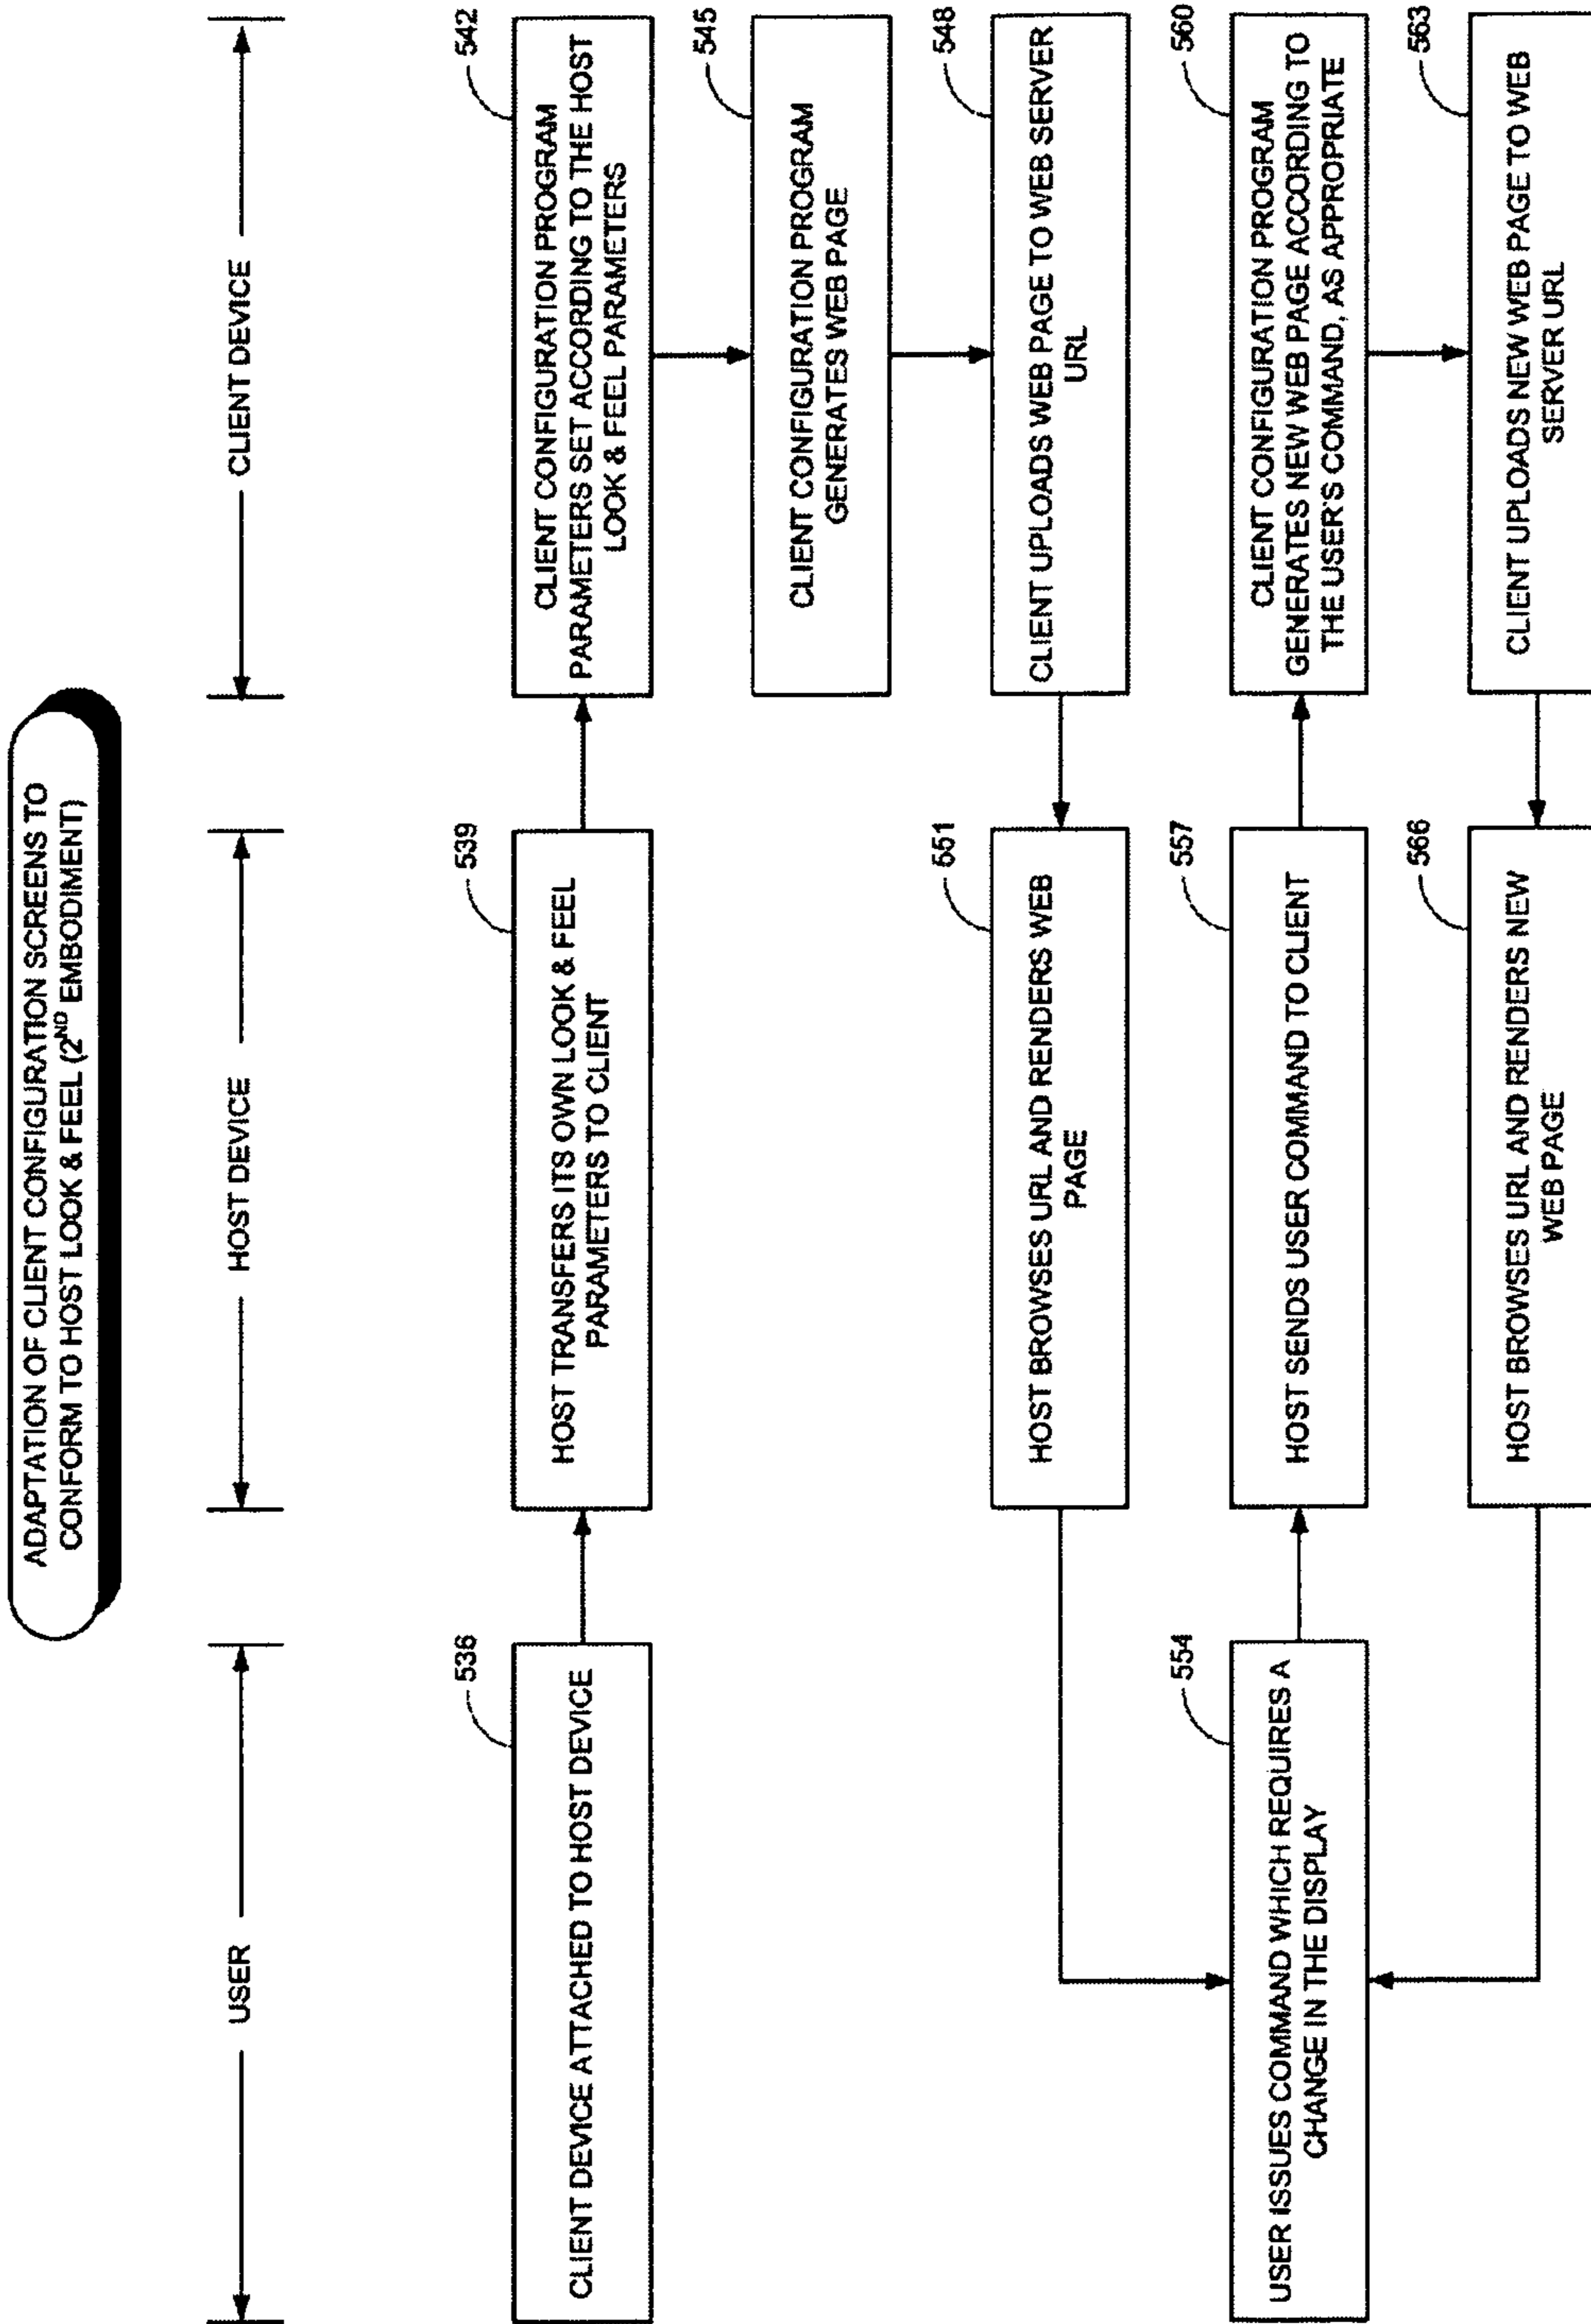 ADAPTATION OF CLIENT CONFIGURATION SCREENS TO
CONFORM TO HOST LOOK & FEEL (2ND EMBODIMENT)
USER
HOST DEVICE
CLIENT DEVICE
536
CLIENT DEVICE ATTACHED TO HOST DEVICE
539
HOST TRANSFERS ITS OWN LOOK & FEEL
PARAMETERS TO CLIENT
542
CLIENT CONFIGURATION PROGRAM
PARAMETERS SET ACCORDING TO THE HOST
LOOK & FEEL PARAMETERS
545
CLIENT CONFIGURATION PROGRAM
GENERATES WEB PAGE
548
CLIENT UPLOADS WEB PAGE TO WEB SERVER
URL
551
HOST BROWSES URL AND RENDERS WEB
PAGE
554
USER ISSUES COMMAND WHICH REQUIRES A
CHANGE IN THE DISPLAY
557
HOST SENDS USER COMMAND TO CLIENT
560
CLIENT CONFIGURATION PROGRAM
GENERATES NEW WEB PAGE ACCORDING TO
THE USER'S COMMAND, AS APPROPRIATE
563
CLIENT UPLOADS NEW WEB PAGE TO WEB
SERVER URL
566
HOST BROWSES URL AND RENDERS NEW
WEB PAGE